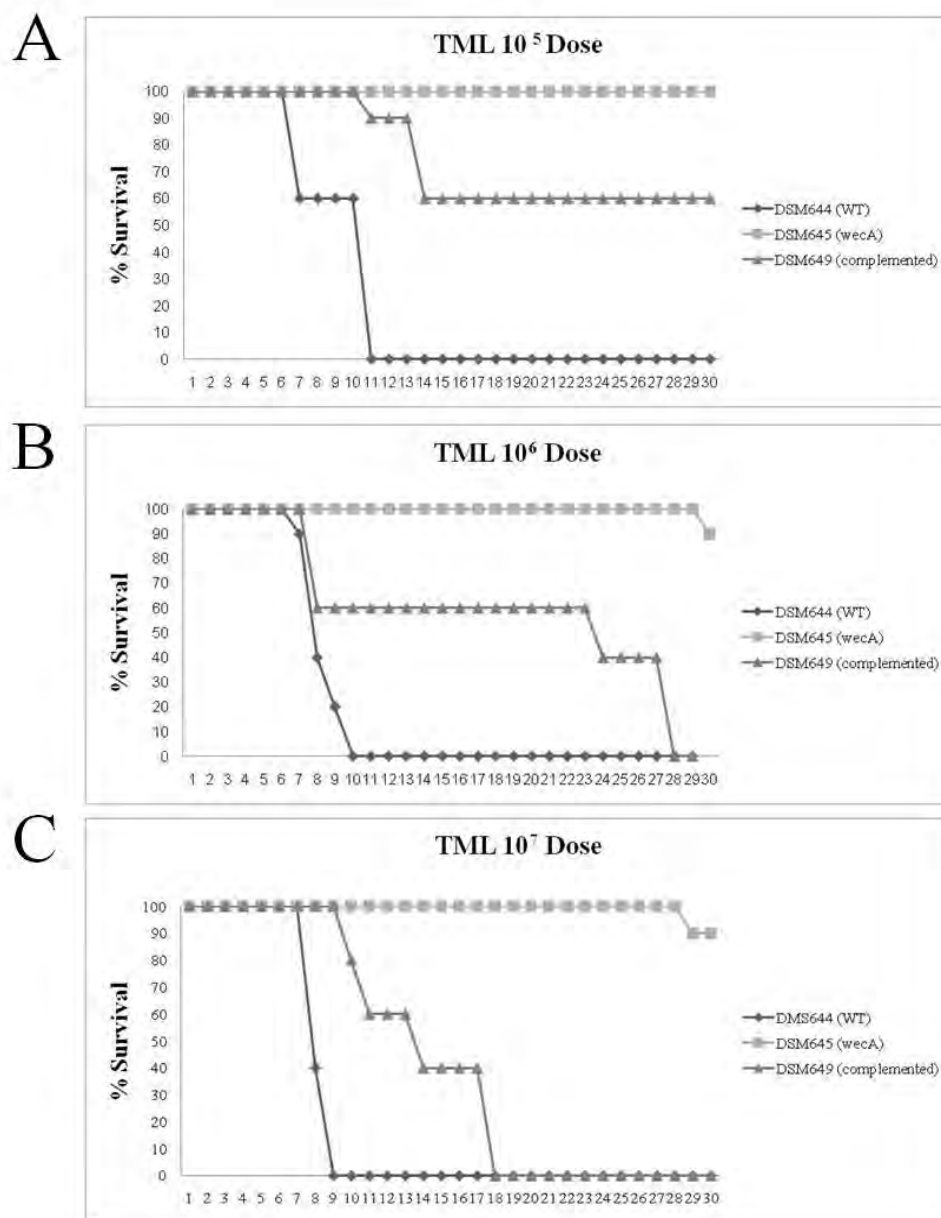 A
TML 10⁵ Dose
% Survival
100
90
80
70
60
50
40
30
20
10
0
1 2 3 4 5 6 7 8 9 10 11 12 13 14 15 16 17 18 19 20 21 22 23 24 25 26 27 28 29 30
DSM644 (WT)
DSM645 (wecA)
DSM649 (complemented)
B
TML 10⁶ Dose
% Survival
100
90
80
70
60
50
40
30
20
10
0
1 2 3 4 5 6 7 8 9 10 11 12 13 14 15 16 17 18 19 20 21 22 23 24 25 26 27 28 29 30
DSM644 (WT)
DSM645 (wecA)
DSM649 (complemented)
C
TML 10⁷ Dose
% Survival
100
90
80
70
60
50
40
30
20
10
0
1 2 3 4 5 6 7 8 9 10 11 12 13 14 15 16 17 18 19 20 21 22 23 24 25 26 27 28 29 30
DMS644 (WT)
DSM645 (wecA)
DSM649 (complemented)